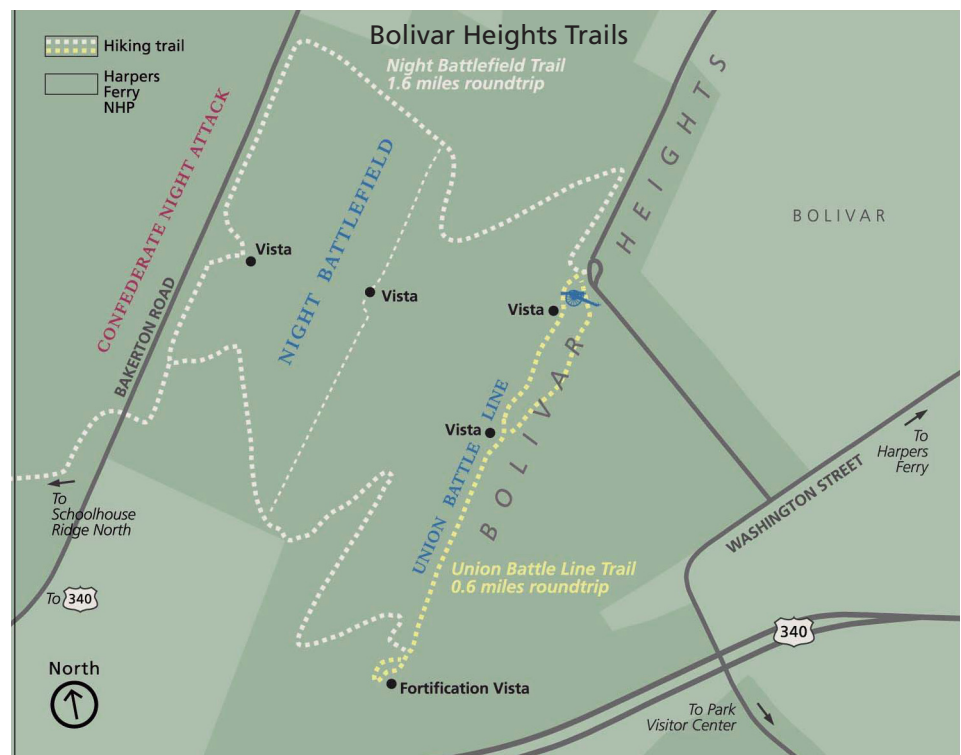 Bolivar Heights Trails
Hiking trail
Harpers
Ferry
NHP
Night Battlefield Trail
1.6 miles roundtrip
CONFEDERATE NIGHT ATTACK
BAKERTON ROAD
NIGHT BATTLEFIELD
BOLIVAR HEIGHTS
BOLIVAR
Vista
Vista
Vista
Vista
UNION BATTLE LINE
To
Harpers
Ferry
WASHINGTON STREET
To
Schoolhouse
Ridge North
Union Battle Line Trail
0.6 miles roundtrip
To 340
340
North
Fortification Vista
To Park
Visitor Center